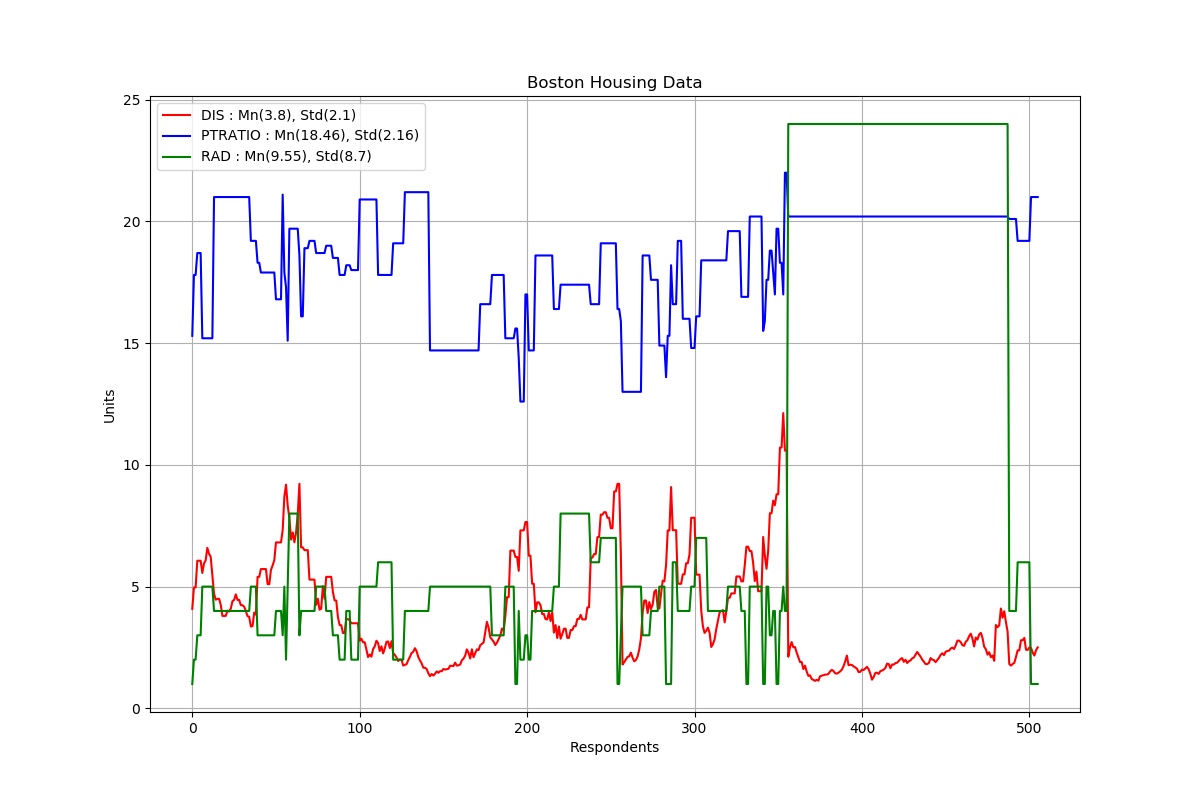 Boston Housing Data
DIS : Mn(3.8), Std(2.1)
PTRATIO : Mn(18.46), Std(2.16)
RAD : Mn(9.55), Std(8.7)
25
20
15
10
5
0
Units
0 100 200 300 400 500
Respondents